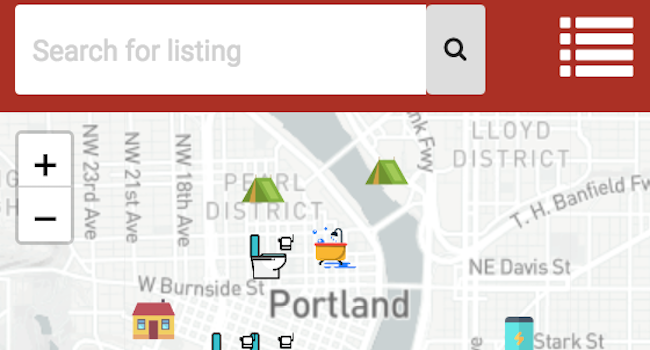 Search for listing
+
−
NW 23rd Ave
NW 21st Ave
NW 18th Ave
PEARL
DISTRICT
LLOYD
DISTRICT
T. H. Banfield Fw
NE Davis St
W Burnside St
Portland
Stark St